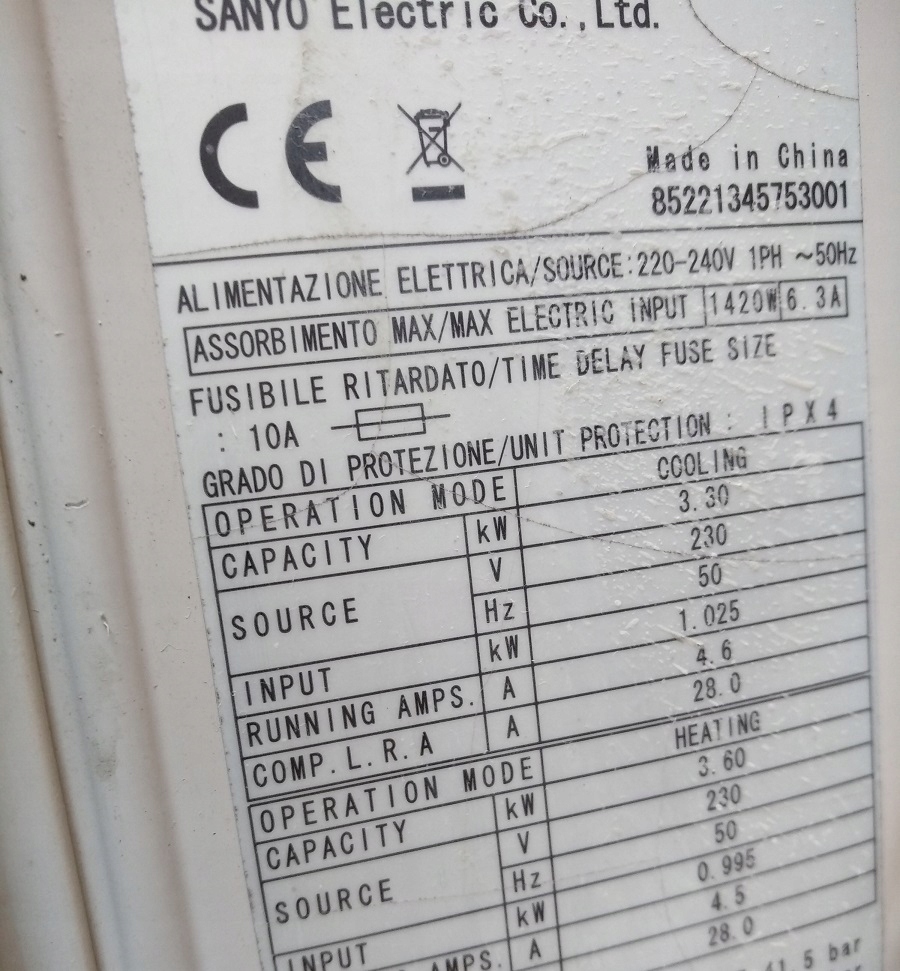 SANYO Electric Co.,Ltd.
CE
Made in China
85221345753001
ALIMENTAZIONE ELETTRICA/SOURCE:220-240V 1PH ~50Hz
ASSORBIMENTO MAX/MAX ELECTRIC INPUT 1420W 6.3A
FUSIBILE RITARDATO/TIME DELAY FUSE SIZE
: 10A
GRADO DI PROTEZIONE/UNIT PROTECTION : IPX4
OPERATION MODE COOLING
CAPACITY kW 3.30
SOURCE V 230
Hz 50
INPUT kW 1.025
RUNNING AMPS. A 4.6
COMP.L.R.A A 28.0
OPERATION MODE HEATING
CAPACITY kW 3.60
SOURCE V 230
Hz 50
INPUT kW 0.995
AMPS. A 4.5
28.0
bar